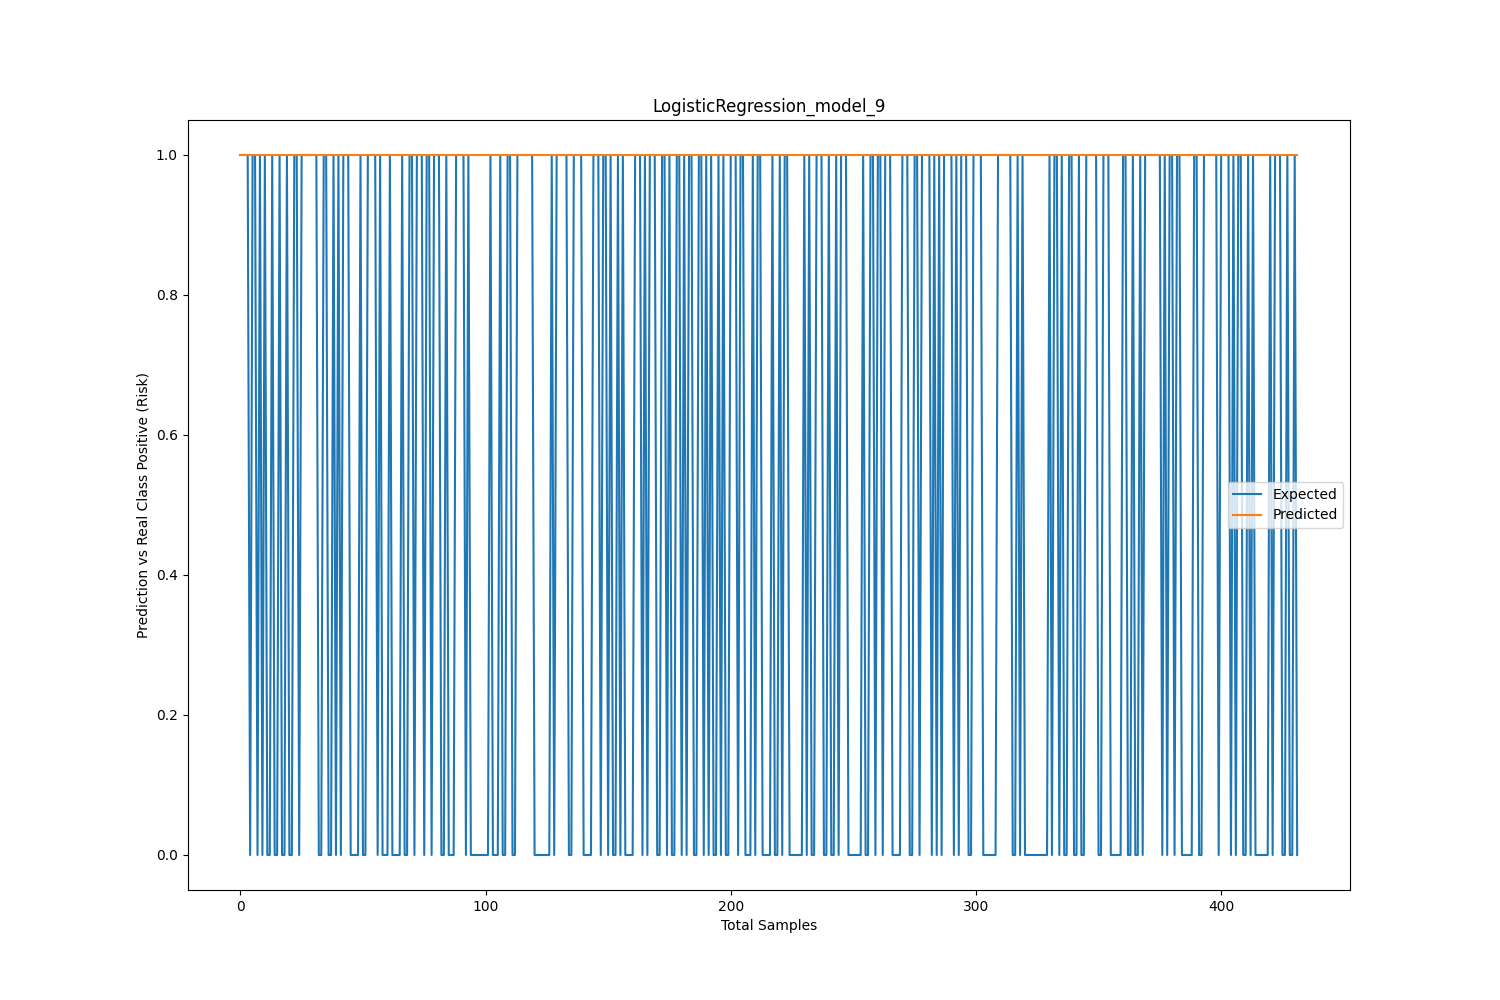 LogisticRegression_model_9
1.0
0.8
0.6
0.4
0.2
0.0
Prediction vs Real Class Positive (Risk)
Expected
Predicted
0
100
200
300
400
Total Samples